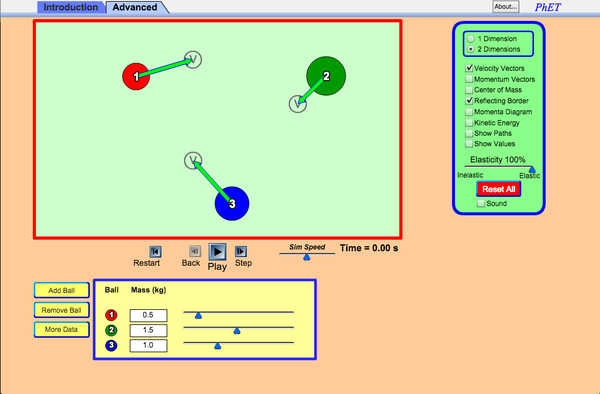 Introduction Advanced About... PhET
1 Dimension
2 Dimensions
Velocity Vectors
Momentum Vectors
Center of Mass
Reflecting Border
Momenta Diagram
Kinetic Energy
Show Paths
Show Values
Elasticity 100%
Inelastic Elastic
Reset All
Sound
V
1
2
V
V
3
Restart Back Play Step
Sim Speed
Time = 0.00 s
Add Ball
Remove Ball
More Data
Ball Mass (kg)
1 0.5
2 1.5
3 1.0